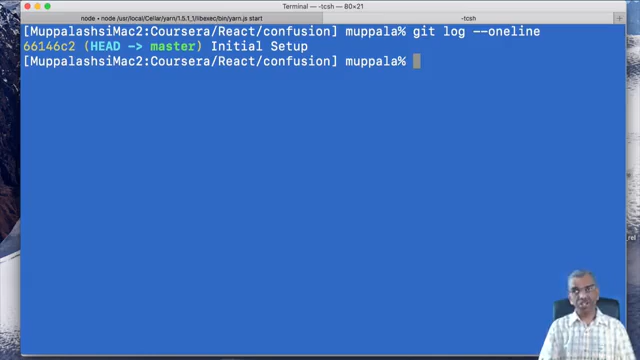 Terminal — -tcsh — 80×21
node • node /usr/local/Cellar/yarn/1.5.1_1/libexec/bin/yarn.js start
-tcsh
[MuppalashsiMac2:Coursera/React/confusion] muppala% git log --oneline
66146c2 (HEAD -> master) Initial Setup
[MuppalashsiMac2:Coursera/React/confusion] muppala%